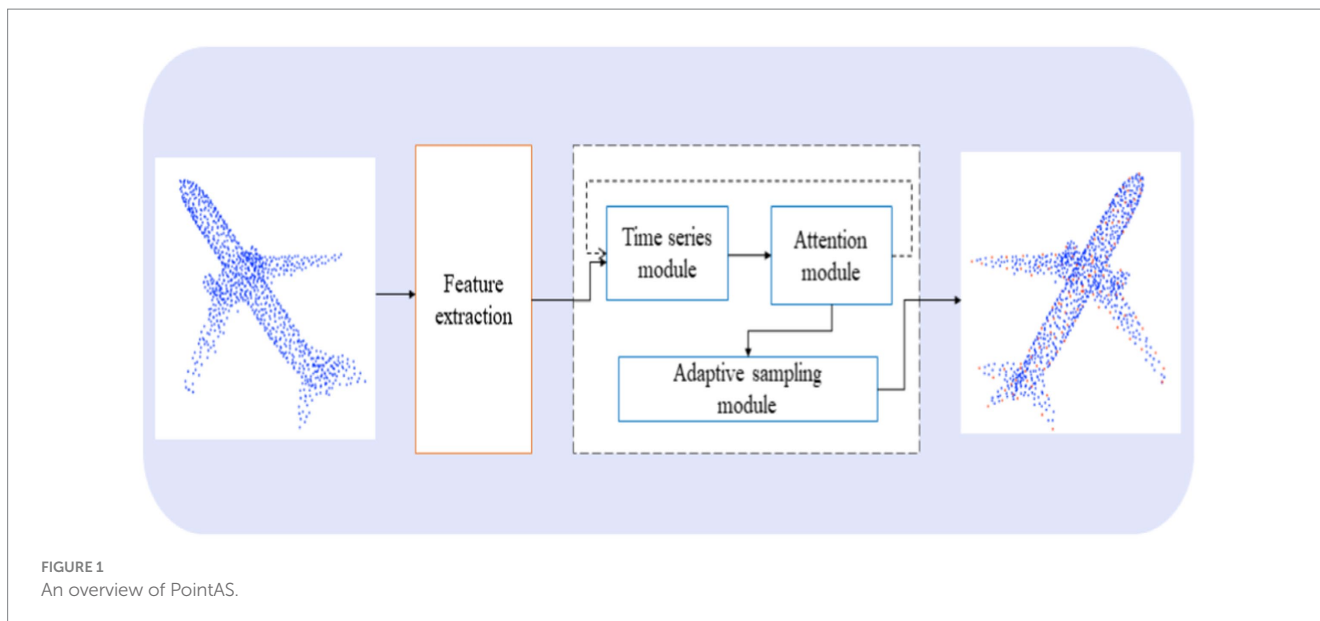 Feature
extraction
Time series
module
Attention
module
Adaptive sampling
module
FIGURE 1
An overview of PointAS.